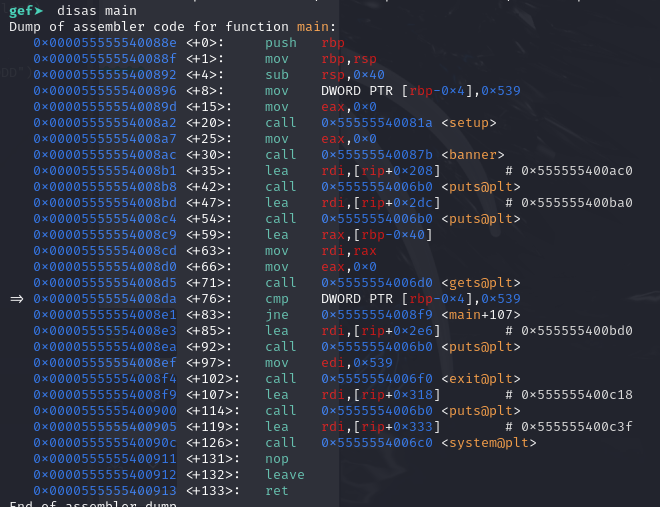 gef➤  disas main
Dump of assembler code for function main:
   0x000055555540088e <+0>:     push   rbp
   0x000055555540088f <+1>:     mov    rbp,rsp
   0x0000555555400892 <+4>:     sub    rsp,0x40
   0x0000555555400896 <+8>:     mov    DWORD PTR [rbp-0x4],0x539
   0x000055555540089d <+15>:    mov    eax,0x0
   0x00005555554008a2 <+20>:    call   0x55555540081a <setup>
   0x00005555554008a7 <+25>:    mov    eax,0x0
   0x00005555554008ac <+30>:    call   0x55555540087b <banner>
   0x00005555554008b1 <+35>:    lea    rdi,[rip+0x208]        # 0x555555400ac0
   0x00005555554008b8 <+42>:    call   0x5555554006b0 <puts@plt>
   0x00005555554008bd <+47>:    lea    rdi,[rip+0x2dc]        # 0x555555400ba0
   0x00005555554008c4 <+54>:    call   0x5555554006b0 <puts@plt>
   0x00005555554008c9 <+59>:    lea    rax,[rbp-0x40]
   0x00005555554008cd <+63>:    mov    rdi,rax
   0x00005555554008d0 <+66>:    mov    eax,0x0
   0x00005555554008d5 <+71>:    call   0x5555554006d0 <gets@plt>
=> 0x00005555554008da <+76>:    cmp    DWORD PTR [rbp-0x4],0x539
   0x00005555554008e1 <+83>:    jne    0x5555554008f9 <main+107>
   0x00005555554008e3 <+85>:    lea    rdi,[rip+0x2e6]        # 0x555555400bd0
   0x00005555554008ea <+92>:    call   0x5555554006b0 <puts@plt>
   0x00005555554008ef <+97>:    mov    edi,0x539
   0x00005555554008f4 <+102>:   call   0x5555554006f0 <exit@plt>
   0x00005555554008f9 <+107>:   lea    rdi,[rip+0x318]        # 0x555555400c18
   0x0000555555400900 <+114>:   call   0x5555554006b0 <puts@plt>
   0x0000555555400905 <+119>:   lea    rdi,[rip+0x333]        # 0x555555400c3f
   0x000055555540090c <+126>:   call   0x5555554006c0 <system@plt>
   0x0000555555400911 <+131>:   nop
   0x0000555555400912 <+132>:   leave
   0x0000555555400913 <+133>:   ret
End of assembler dump